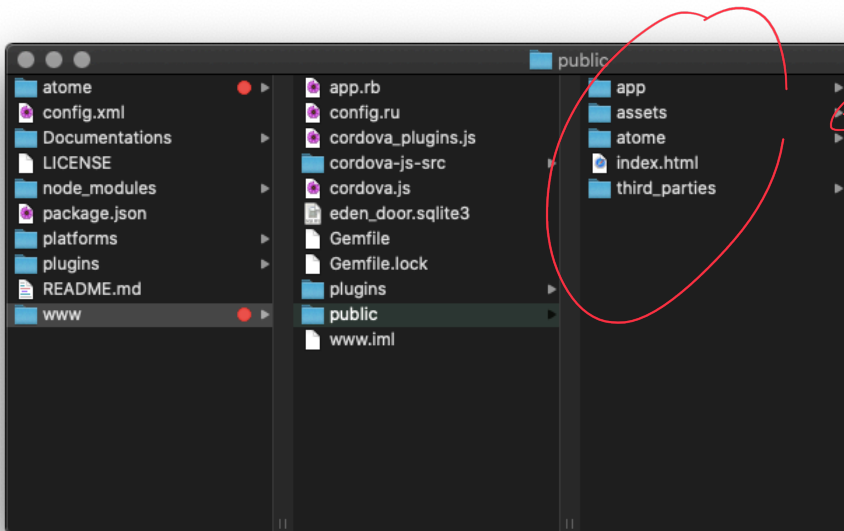 public
atome
config.xml
Documentations
LICENSE
node_modules
package.json
platforms
plugins
README.md
www
app.rb
config.ru
cordova_plugins.js
cordova-js-src
cordova.js
eden_door.sqlite3
Gemfile
Gemfile.lock
plugins
public
www.iml
app
assets
atome
index.html
third_parties